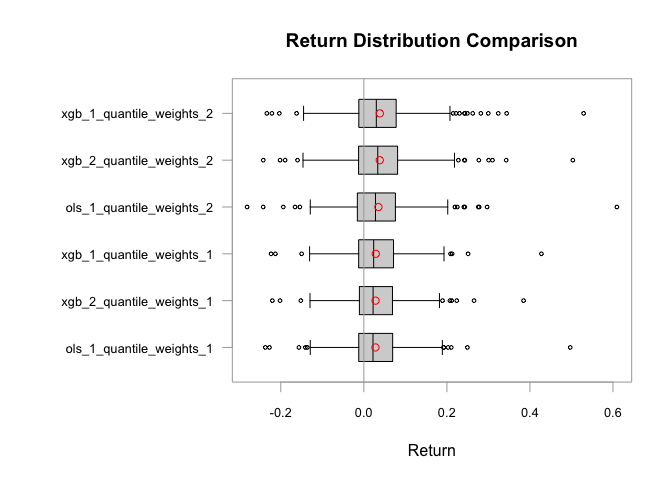 Return Distribution Comparison
xgb_1_quantile_weights_2
xgb_2_quantile_weights_2
ols_1_quantile_weights_2
xgb_1_quantile_weights_1
xgb_2_quantile_weights_1
ols_1_quantile_weights_1
-0.2 0.0 0.2 0.4 0.6
Return